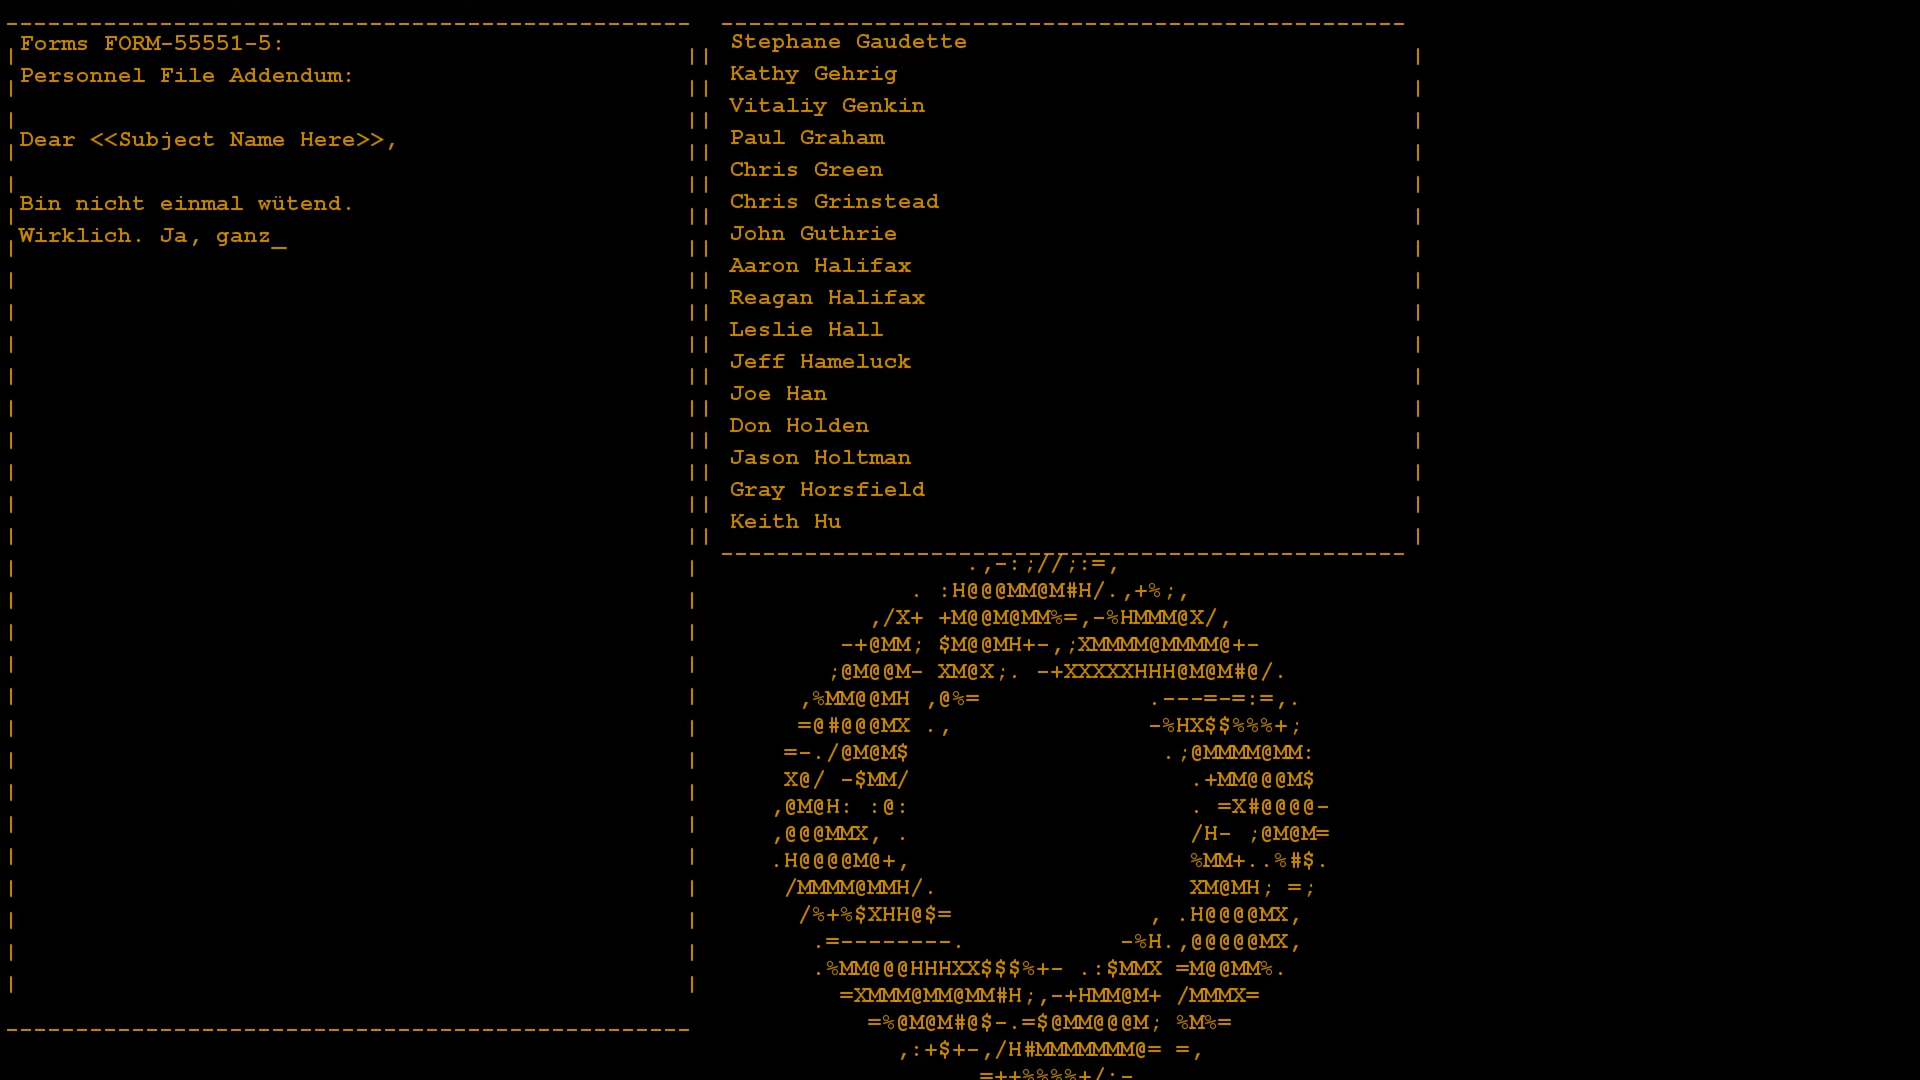 Forms FORM-55551-5:
Personnel File Addendum:
Dear <<Subject Name Here>>,
Bin nicht einmal wütend.
Wirklich. Ja, ganz_
Stephane Gaudette
Kathy Gehrig
Vitaliy Genkin
Paul Graham
Chris Green
Chris Grinstead
John Guthrie
Aaron Halifax
Reagan Halifax
Leslie Hall
Jeff Hameluck
Joe Han
Don Holden
Jason Holtman
Gray Horsfield
Keith Hu